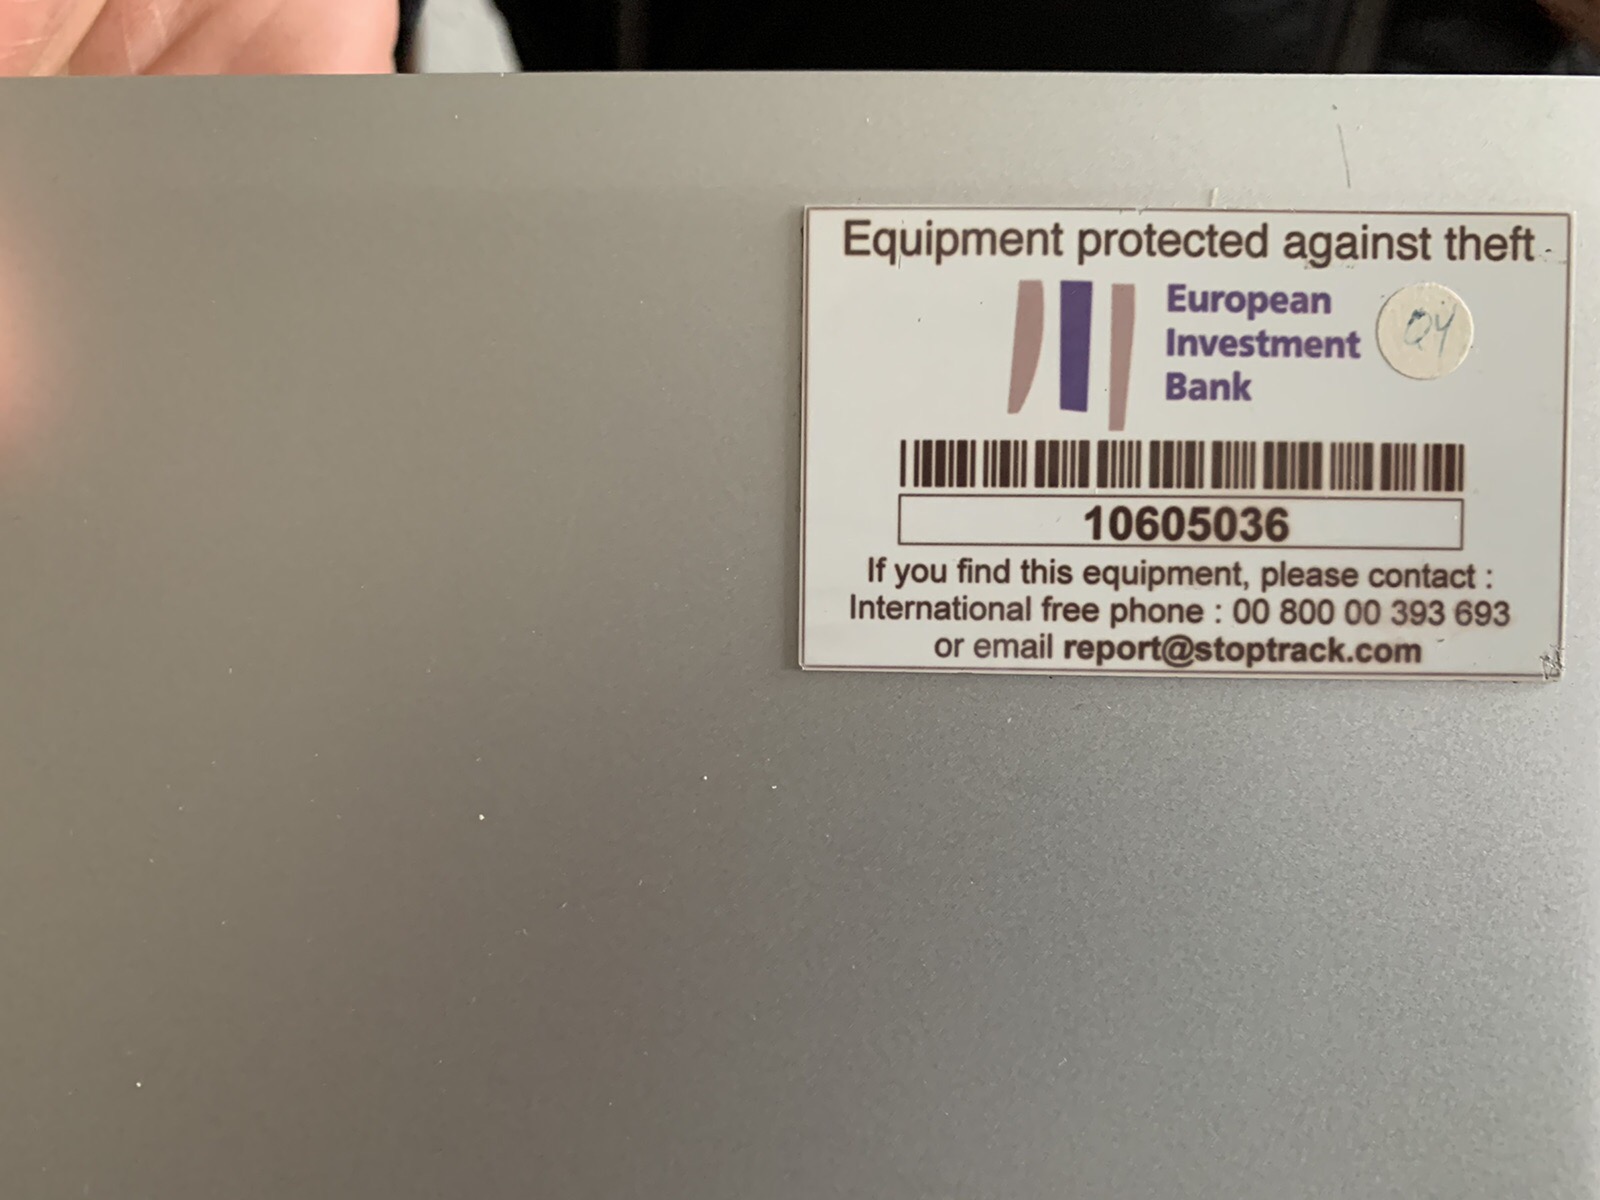 Equipment protected against theft
European
Investment
Bank
Q4
10605036
If you find this equipment, please contact :
International free phone : 00 800 00 393 693
or email report@stoptrack.com